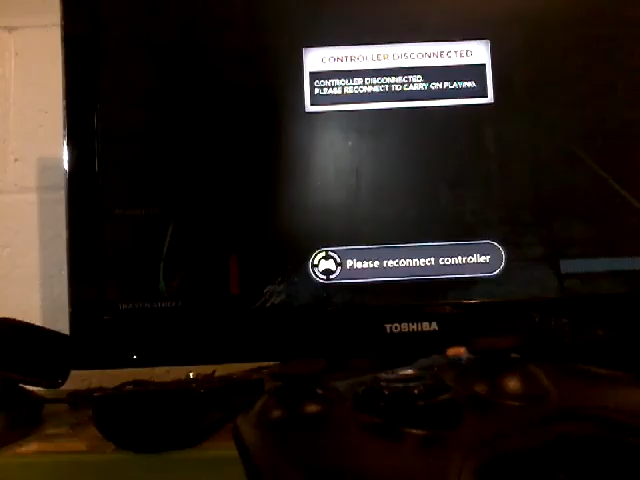 CONTROLLER DISCONNECTED
CONTROLLER DISCONNECTED.
PLEASE RECONNECT TO CARRY ON PLAYING.
Please reconnect controller
TOSHIBA